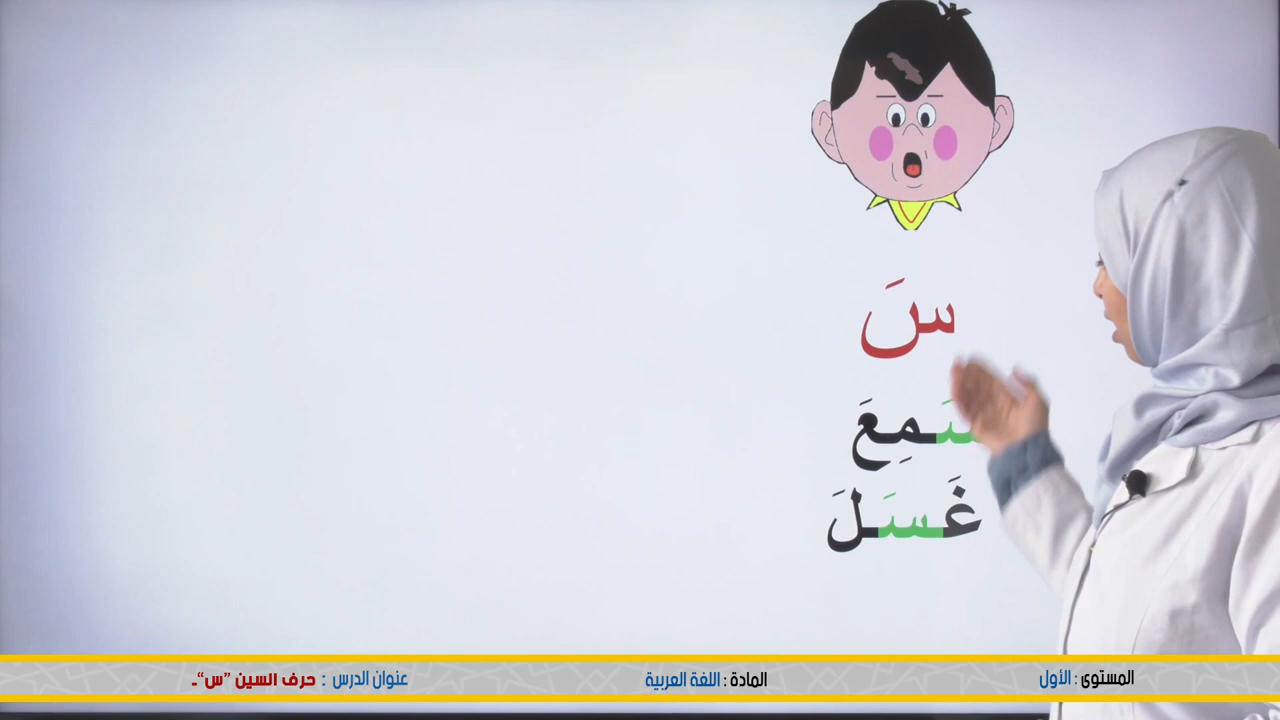 سَ
سَمِعَ
غَسَلَ
المستوى : الأول
المادة : اللغة العربية
عنوان الدرس : حرف السين ”س“ـ